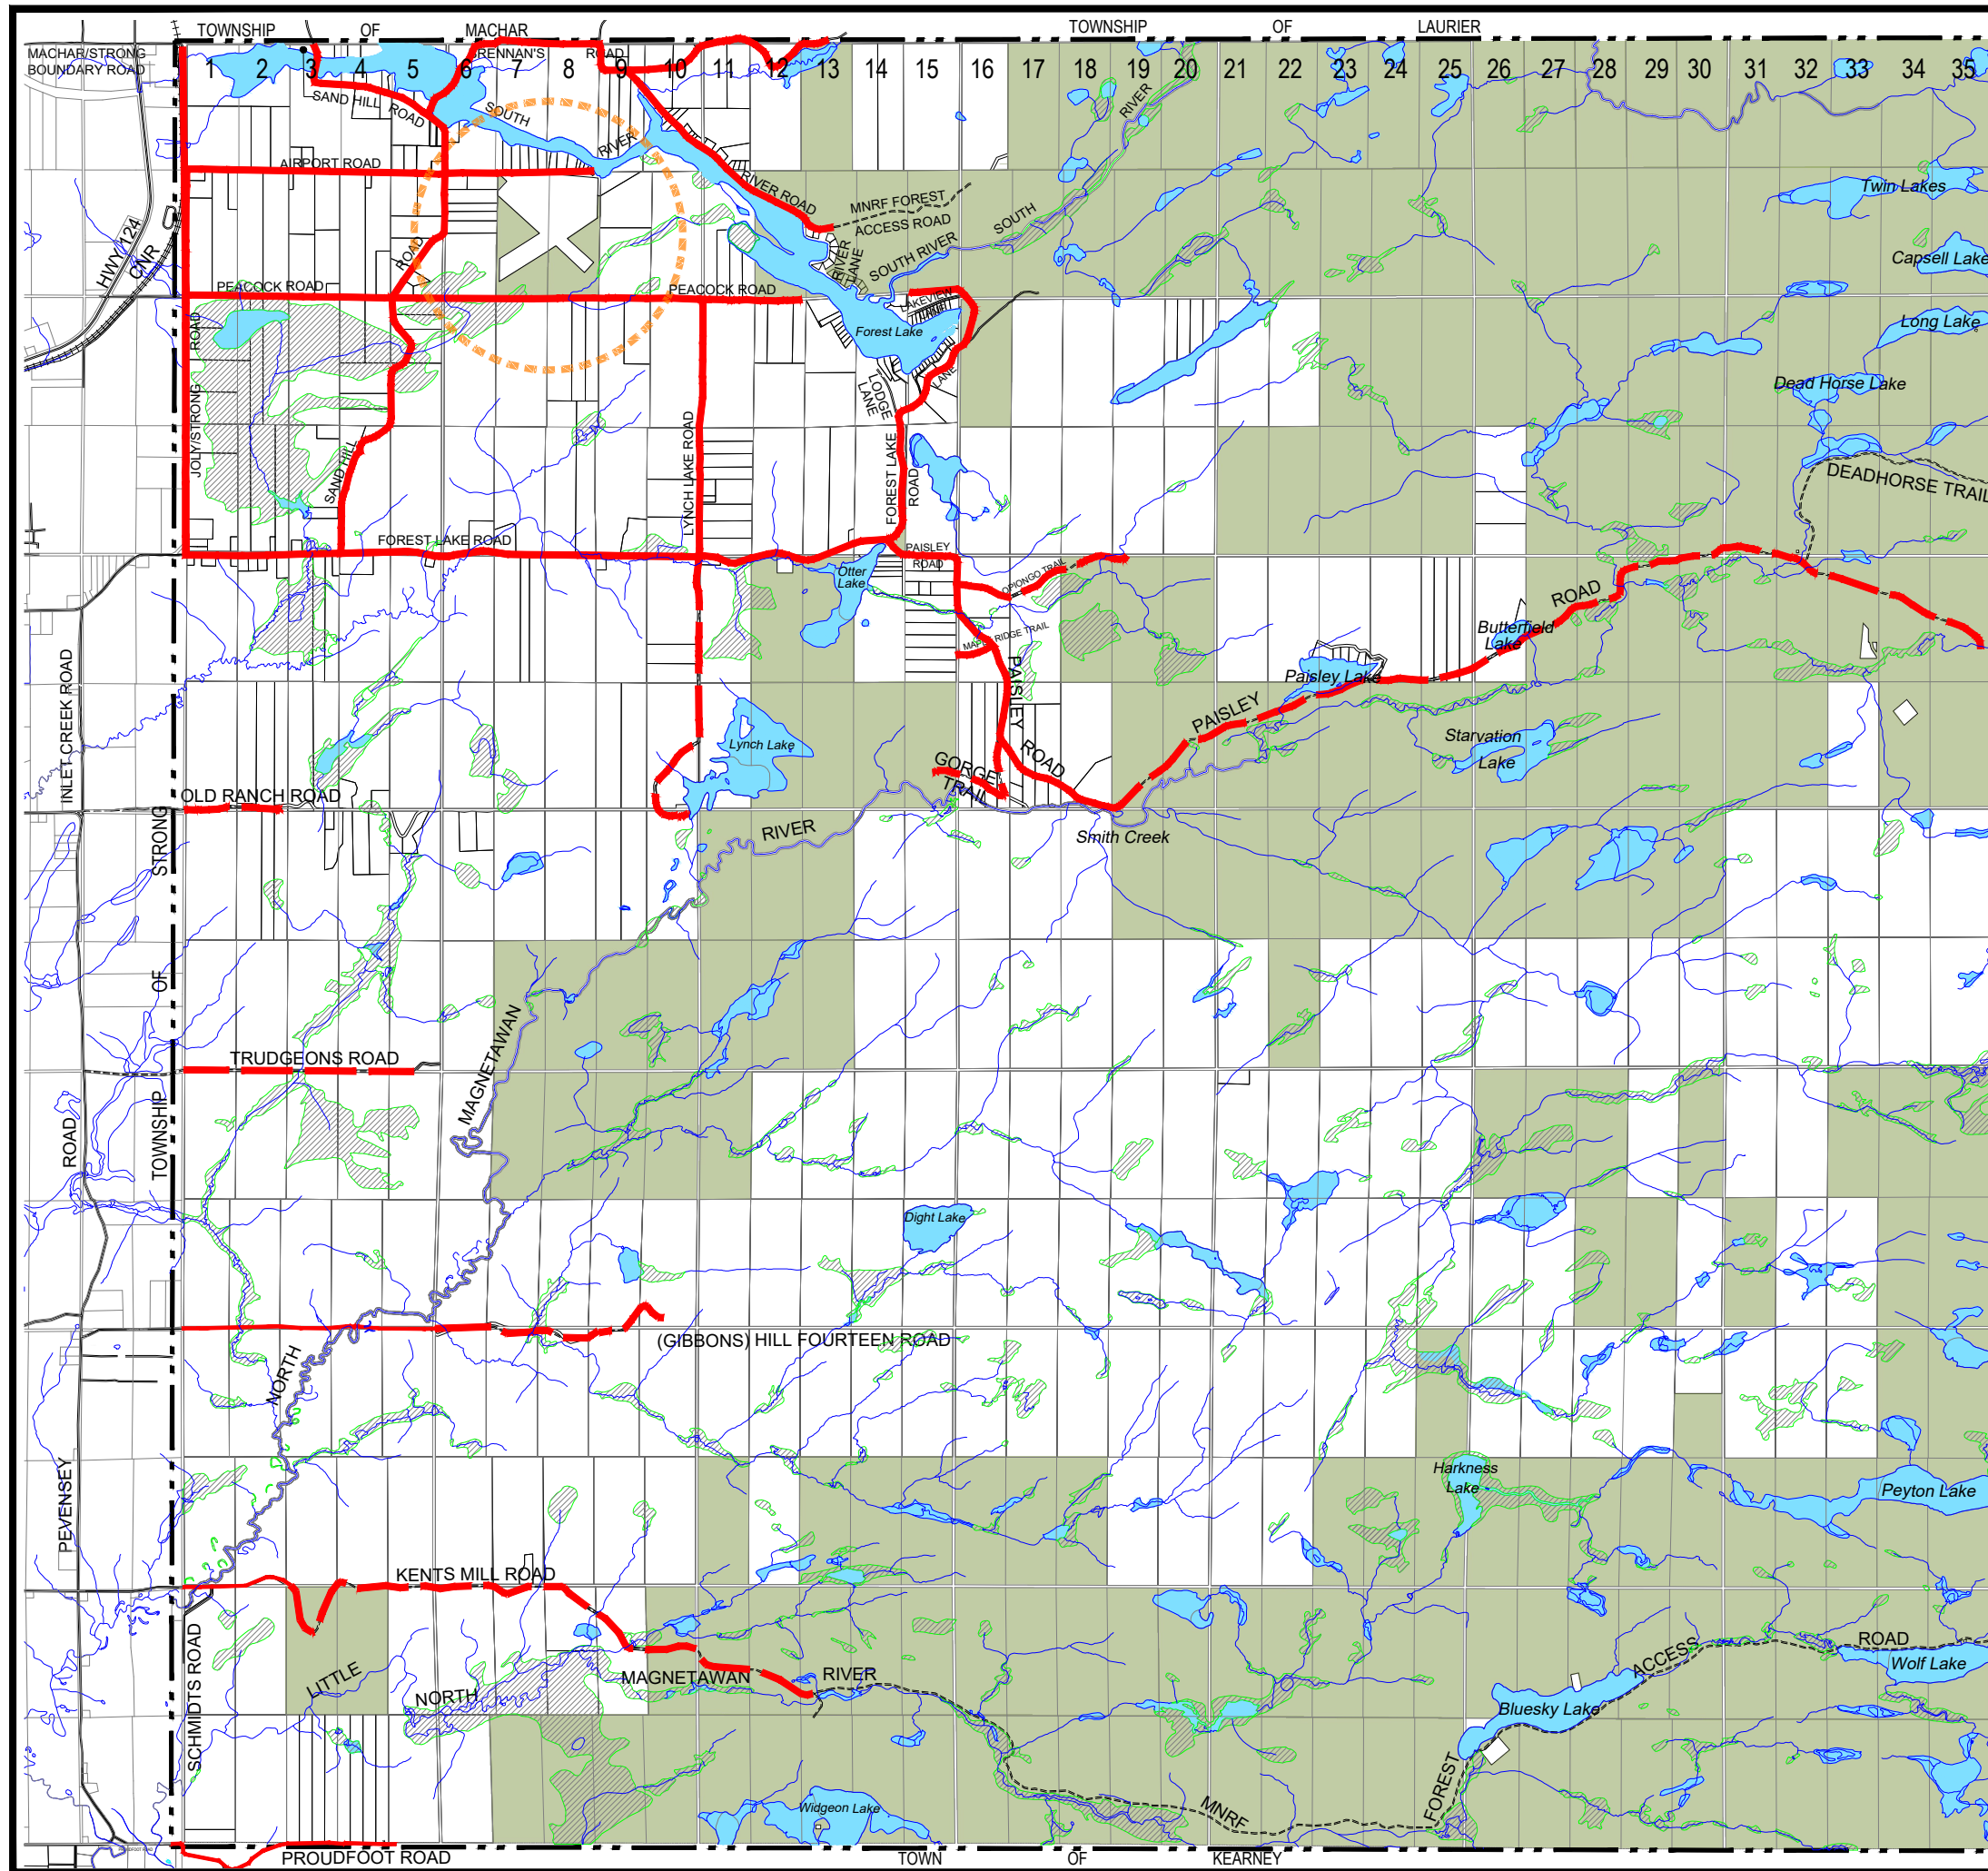 TOWNSHIP OF MACHAR
TOWNSHIP OF LAURIER
MACHAR/STRONG
BOUNDARY ROAD
RENNAN'S ROAD
1 2 3 4 5 6 7 8 9 10 11 12 13 14 15 16 17 18 19 20 21 22 23 24 25 26 27 28 29 30 31 32 33 34 35
SAND HILL ROAD
SOUTH RIVER
RIVER
AIRPORT ROAD
RIVER ROAD
MNRF FOREST
ACCESS ROAD
SOUTH
Twin Lakes
HWY 124
CNR
ROAD
RIVER
LANE
SOUTH RIVER
Capsell Lake
PEACOCK ROAD
PEACOCK ROAD
LAKEVIEW
Forest Lake
Long Lake
JOLY/STRONG ROAD
LODGE
LANE
LANE
Dead Horse Lake
SAND HILL
LYNCH LAKE ROAD
FOREST LAKE
ROAD
DEADHORSE TRAIL
FOREST LAKE ROAD
PAISLEY
ROAD
Otter
Lake
OPIONGO TRAIL
ROAD
Butterfield
Lake
MAPLE RIDGE TRAIL
INLET CREEK ROAD
PAISLEY ROAD
Paisley Lake
PAISLEY
Lynch Lake
Starvation
Lake
GORGE
TRAIL
OLD RANCH ROAD
RIVER
Smith Creek
TOWNSHIP OF STRONG
MAGNETAWAN
TRUDGEONS ROAD
ROAD
Dight Lake
(GIBBONS) HILL FOURTEEN ROAD
NORTH
PEVENSEY
Harkness
Lake
Peyton Lake
KENTS MILL ROAD
SCHMIDTS ROAD
LITTLE
NORTH
MAGNETAWAN
RIVER
ACCESS
ROAD
Wolf Lake
Bluesky Lake
FOREST
MNRF
Widgeon Lake
PROUDFOOT ROAD
TOWN OF KEARNEY